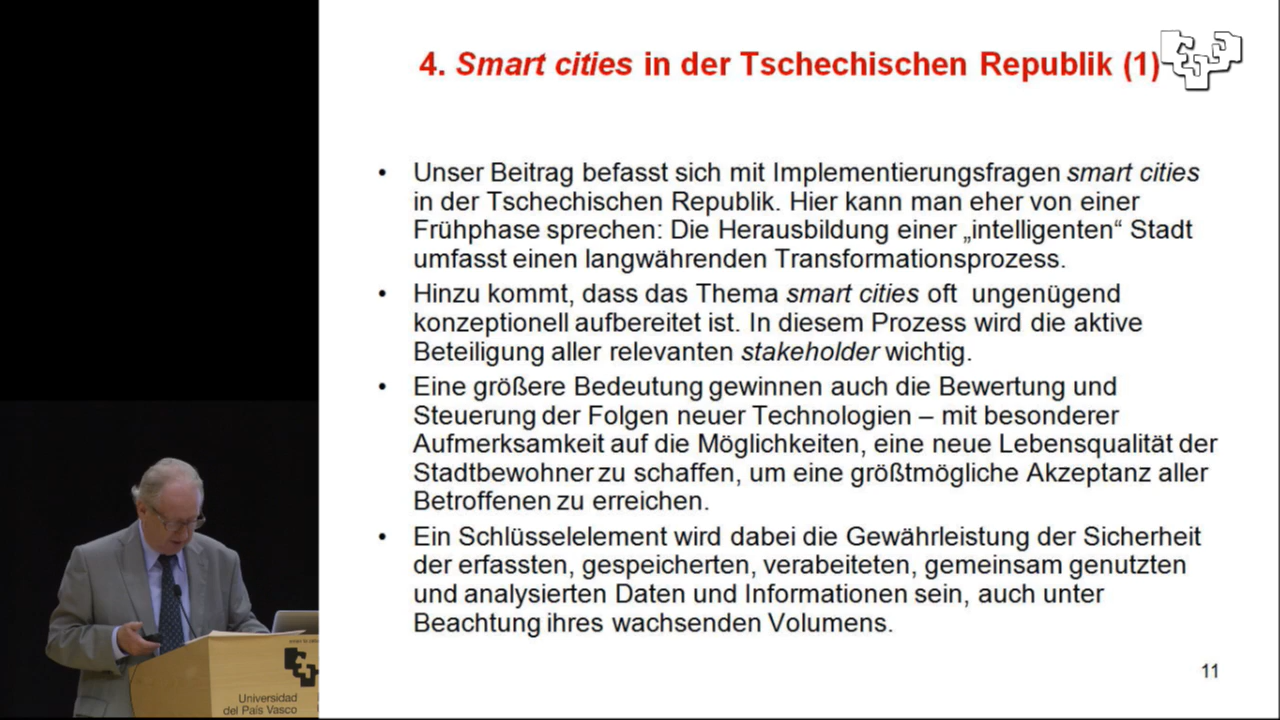 4. Smart cities in der Tschechischen Republik (1)
• Unser Beitrag befasst sich mit Implementierungsfragen smart cities
in der Tschechischen Republik. Hier kann man eher von einer
Frühphase sprechen: Die Herausbildung einer „intelligenten“ Stadt
umfasst einen langwährenden Transformationsprozess.
• Hinzu kommt, dass das Thema smart cities oft ungenügend
konzeptionell aufbereitet ist. In diesem Prozess wird die aktive
Beteiligung aller relevanten stakeholder wichtig.
• Eine größere Bedeutung gewinnen auch die Bewertung und
Steuerung der Folgen neuer Technologien – mit besonderer
Aufmerksamkeit auf die Möglichkeiten, eine neue Lebensqualität der
Stadtbewohner zu schaffen, um eine größtmögliche Akzeptanz aller
Betroffenen zu erreichen.
• Ein Schlüsselelement wird dabei die Gewährleistung der Sicherheit
der erfassten, gespeicherten, verabeiteten, gemeinsam genutzten
und analysierten Daten und Informationen sein, auch unter
Beachtung ihres wachsenden Volumens.
11
Universidad
del País Vasco